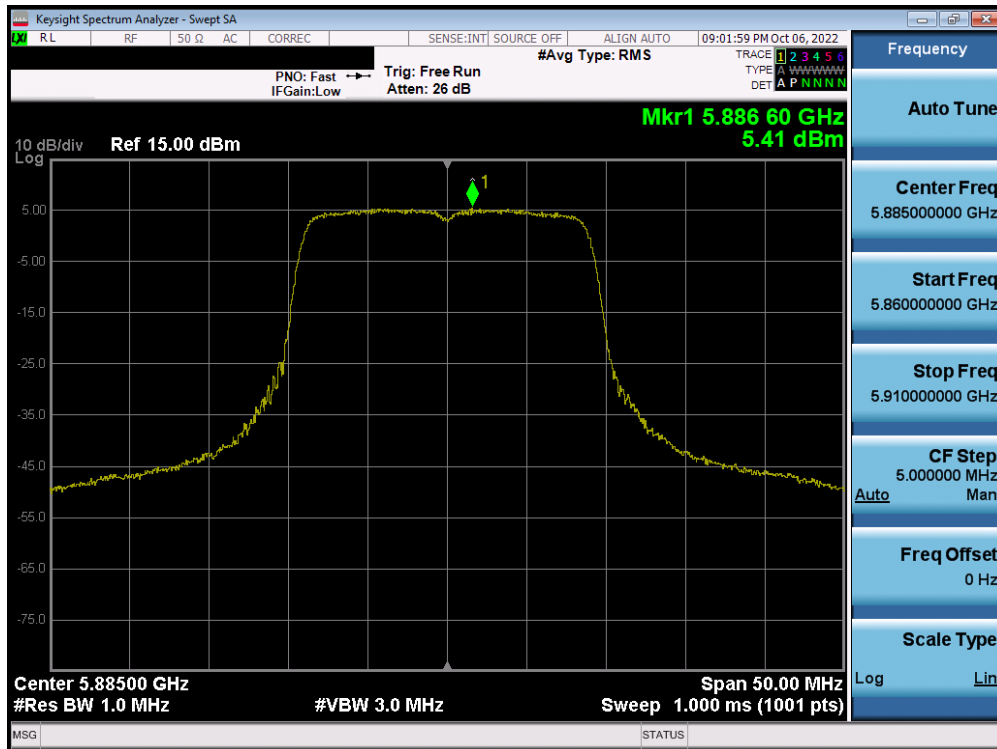 Keysight Spectrum Analyzer - Swept SA
LXI RL RF 50 Ω AC CORREC SENSE:INT SOURCE OFF ALIGN AUTO 09:01:59 PM Oct 06, 2022
#Avg Type: RMS TRACE 1 2 3 4 5 6
PNO: Fast Trig: Free Run TYPE A WWWWW
IFGain:Low Atten: 26 dB DET A P N N N N
Mkr1 5.886 60 GHz
5.41 dBm
10 dB/div Ref 15.00 dBm
Log
1
5.00
-5.00
-15.0
-25.0
-35.0
-45.0
-55.0
-65.0
-75.0
Center 5.88500 GHz Span 50.00 MHz
#Res BW 1.0 MHz #VBW 3.0 MHz Sweep 1.000 ms (1001 pts)
MSG STATUS
Frequency
Auto Tune
Center Freq
5.885000000 GHz
Start Freq
5.860000000 GHz
Stop Freq
5.910000000 GHz
CF Step
5.000000 MHz
Auto Man
Freq Offset
0 Hz
Scale Type
Log Lin